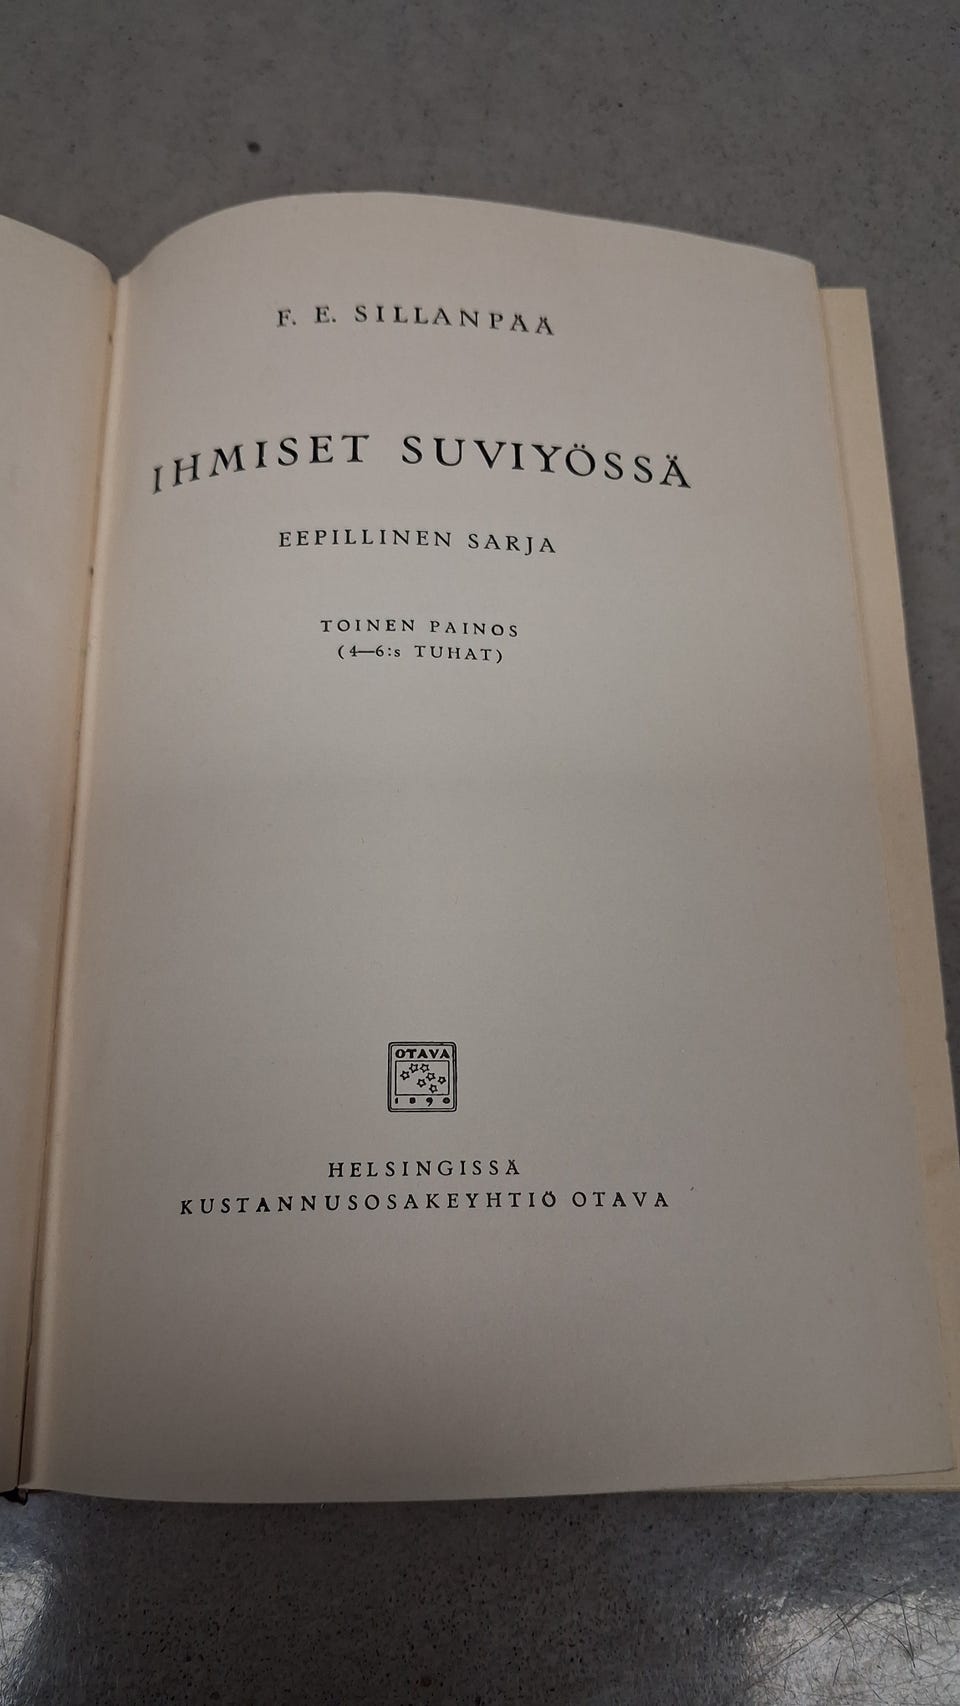 F. E. SILLANPÄÄ
IHMISET SUVIYÖSSÄ
EEPILLINEN SARJA
TOINEN PAINOS
(4—6:s TUHAT)
OTAVA
1890
HELSINGISSÄ
KUSTANNUSOSAKEYHTIÖ OTAVA